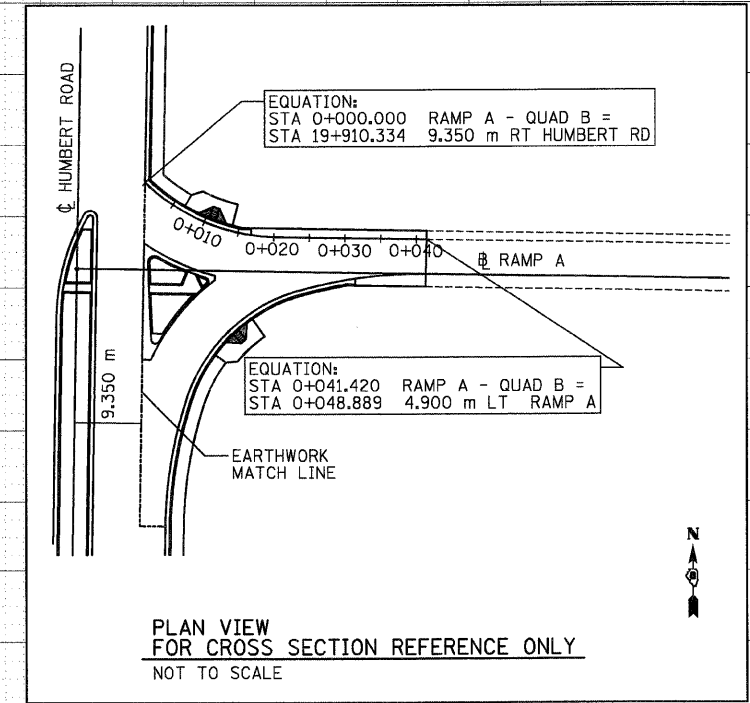 ℄ HUMBERT ROAD
EQUATION:
STA 0+000.000 RAMP A - QUAD B =
STA 19+910.334 9.350 m RT HUMBERT RD
0+010
0+020
0+030
0+040
B̵L RAMP A
EQUATION:
STA 0+041.420 RAMP A - QUAD B =
STA 0+048.889 4.900 m LT RAMP A
9.350 m
EARTHWORK
MATCH LINE
N
PLAN VIEW
FOR CROSS SECTION REFERENCE ONLY
NOT TO SCALE